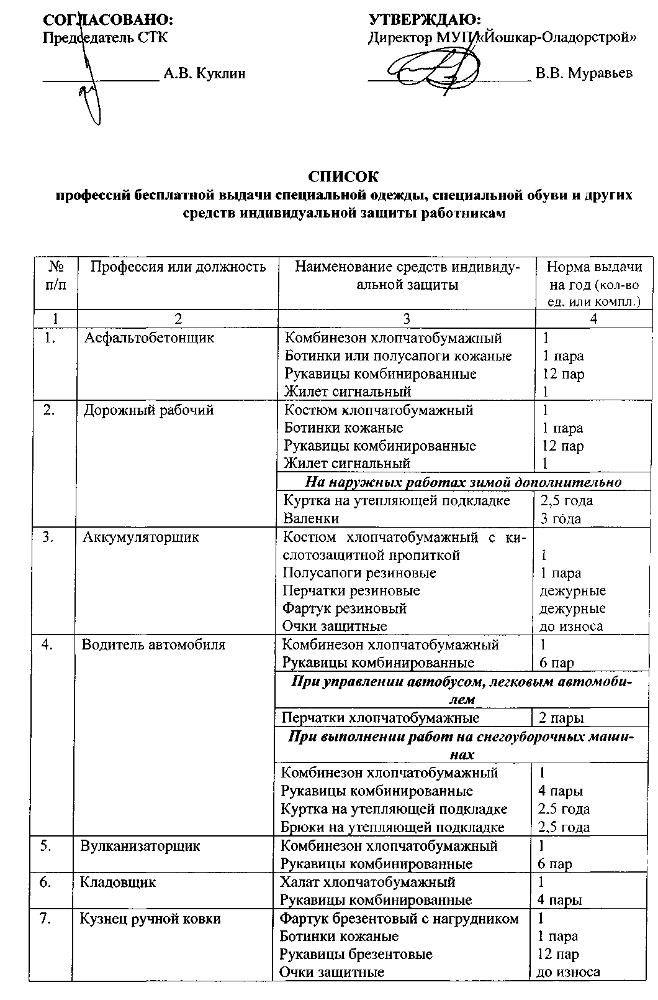 СОГЛАСОВАНО: УТВЕРЖДАЮ:
Председатель СТК Директор МУП «Йошкар-Оладорстрой»
А.В. Куклин В.В. Муравьев
СПИСОК
профессий бесплатной выдачи специальной одежды, специальной обуви и других
средств индивидуальной защиты работникам
№ Профессия или должность Наименование средств индивиду- Норма выдачи
п/п альной защиты на год (кол-во
ед. или компл.)
1 2 3 4
1. Асфальтобетонщик Комбинезон хлопчатобумажный 1
Ботинки или полусапоги кожаные 1 пара
Рукавицы комбинированные 12 пар
Жилет сигнальный 1
2. Дорожный рабочий Костюм хлопчатобумажный 1
Ботинки кожаные 1 пара
Рукавицы комбинированные 12 пар
Жилет сигнальный 1
На наружных работах зимой дополнительно
Куртка на утепляющей подкладке 2,5 года
Валенки 3 года
3. Аккумуляторщик Костюм хлопчатобумажный с ки-
слотозащитной пропиткой 1
Полусапоги резиновые 1 пара
Перчатки резиновые дежурные
Фартук резиновый дежурные
Очки защитные до износа
4. Водитель автомобиля Комбинезон хлопчатобумажный 1
Рукавицы комбинированные 6 пар
При управлении автобусом, легковым автомоби-
лем
Перчатки хлопчатобумажные 2 пары
При выполнении работ на снегоуборочных маши-
нах
Комбинезон хлопчатобумажный 1
Рукавицы комбинированные 4 пары
Куртка на утепляющей подкладке 2,5 года
Брюки на утепляющей подкладке 2,5 года
5. Вулканизаторщик Комбинезон хлопчатобумажный 1
Рукавицы комбинированные 6 пар
6. Кладовщик Халат хлопчатобумажный 1
Рукавицы комбинированные 4 пары
7. Кузнец ручной ковки Фартук брезентовый с нагрудником 1
Ботинки кожаные 1 пара
Рукавицы брезентовые 12 пар
Очки защитные до износа